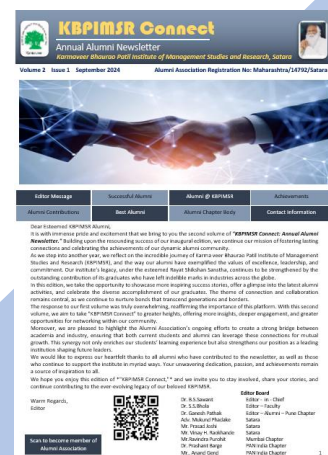 KBPIMSR Connect
Annual Alumni Newsletter
Karmaveer Bhaurao Patil Institute of Management Studies and Research, Satara
Volume 2 Issue 1 September 2024 Alumni Association Registration No: Maharashtra/14792/Satara
Editor Message Successful Alumni Alumni @ KBPIMSR Achievements
Alumni Contributions Best Alumni Alumni Chapter Body Contact Information
Dear Esteemed KBPIMSR Alumni,
It is with immense pride and excitement that we bring to you the second volume of "KBPIMSR Connect: Annual Alumni
Newsletter." Building upon the resounding success of our inaugural edition, we continue our mission of fostering lasting
connections and celebrating the achievements of our dynamic alumni community.
As we step into another year, we reflect on the incredible journey of Karmaveer Bhaurao Patil Institute of Management
Studies and Research (KBPIMSR), and the way our alumni have exemplified the values of excellence, leadership, and
commitment. Our Institute's legacy, under the esteemed Rayat Shikshan Sanstha, continues to be strengthened by the
outstanding contribution of its graduates who have left indelible marks in industries across the globe.
In this edition, we take the opportunity to showcase more inspiring success stories, offer a glimpse into the latest alumni
activities, and celebrate the diverse accomplishment of our graduates. The theme of connection and collaboration
remains central, as we continue to nurture bonds that transcend generations and borders.
The response to our first volume was truly overwhelming, reaffirming the importance of this platform. With this second
volume, we aim to take "KBPIMSR Connect" to greater heights, offering more insights, deeper engagement, and greater
opportunities for networking within our community.
Moreover, we are pleased to highlight the Alumni Association's ongoing efforts to create a strong bridge between
academia and industry, ensuring that both current students and alumni can leverage these connections for mutual
growth. This synergy not only enriches our students' learning experience but also strengthens our position as a leading
institution shaping future leaders.
We would like to express our heartfelt thanks to all alumni who have contributed to the newsletter, as well as those
who continue to support the institute in myriad ways. Your unwavering dedication, passion, and achievements remain
a source of inspiration to all.
We hope you enjoy this edition of **"KBPIMSR Connect,"** and we invite you to stay involved, share your stories, and
continue contributing to the ever-evolving legacy of our beloved KBPIMSR.
Warm Regards,
Editor
Scan to become member of
Alumni Association
Editor Board
Dr. B.S.Sawant Editor - in - Chief
Dr. S.S.Bhola Editor - Faculty
Dr. Ganesh Pathak Editor - Alumni - Pune Chapter
Adv. Mukund Phadake Satara
Mr. Prasad Joshi Satara
Mr. Vinay H. Naikbande Satara
Mr.Ravindra Purohit Mumbai Chapter
Dr. Prashant Barge PAN India Chapter
Mr. Anand Gond PAN India Chapter
1